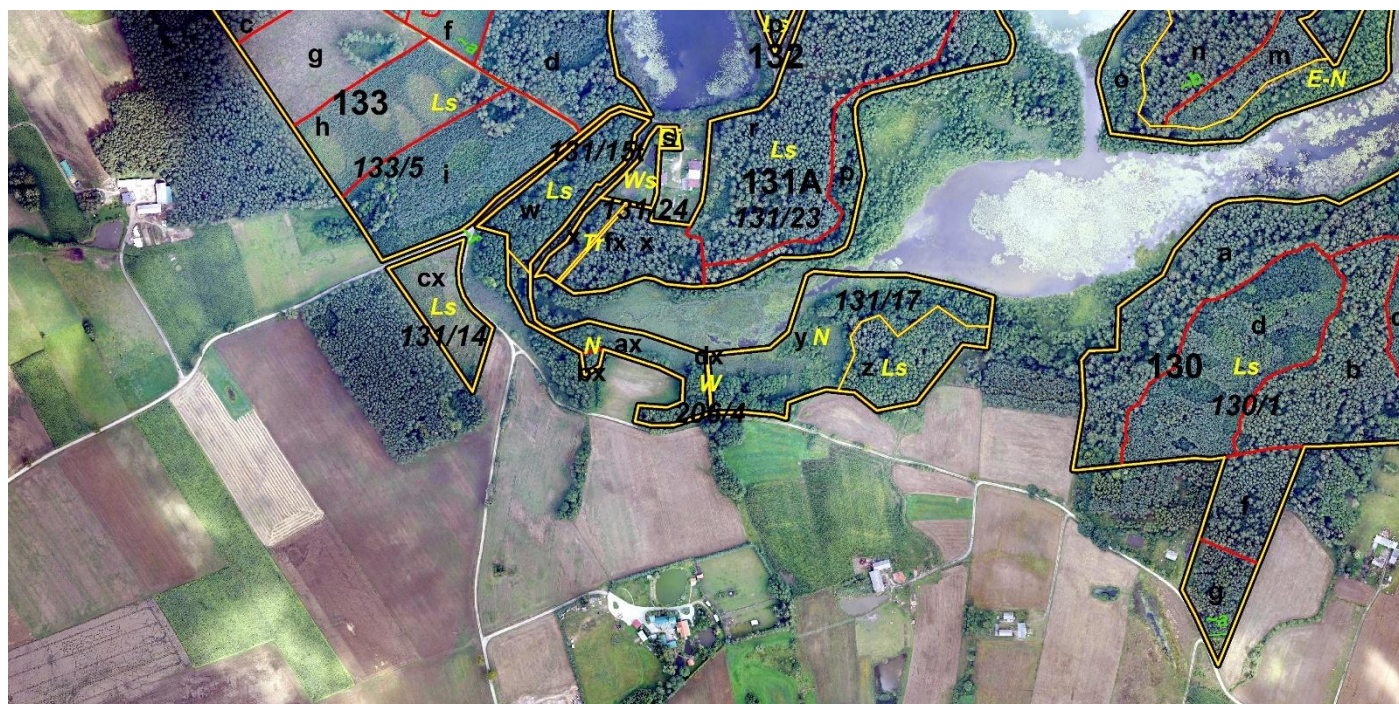 c
f
~a
g
d
133
Ls
h
133/5
i
Ls
132
n
m
~a
o
E-N
s
131/15
Ls
Ws
w
131/24
x
r
Ls
131A
p
131/23
cx
Ls
131/14
a
131/17
N
ax
bx
dx
y
N
W
z
Ls
206/4
d
130
Ls
b
130/1
f
g
~a